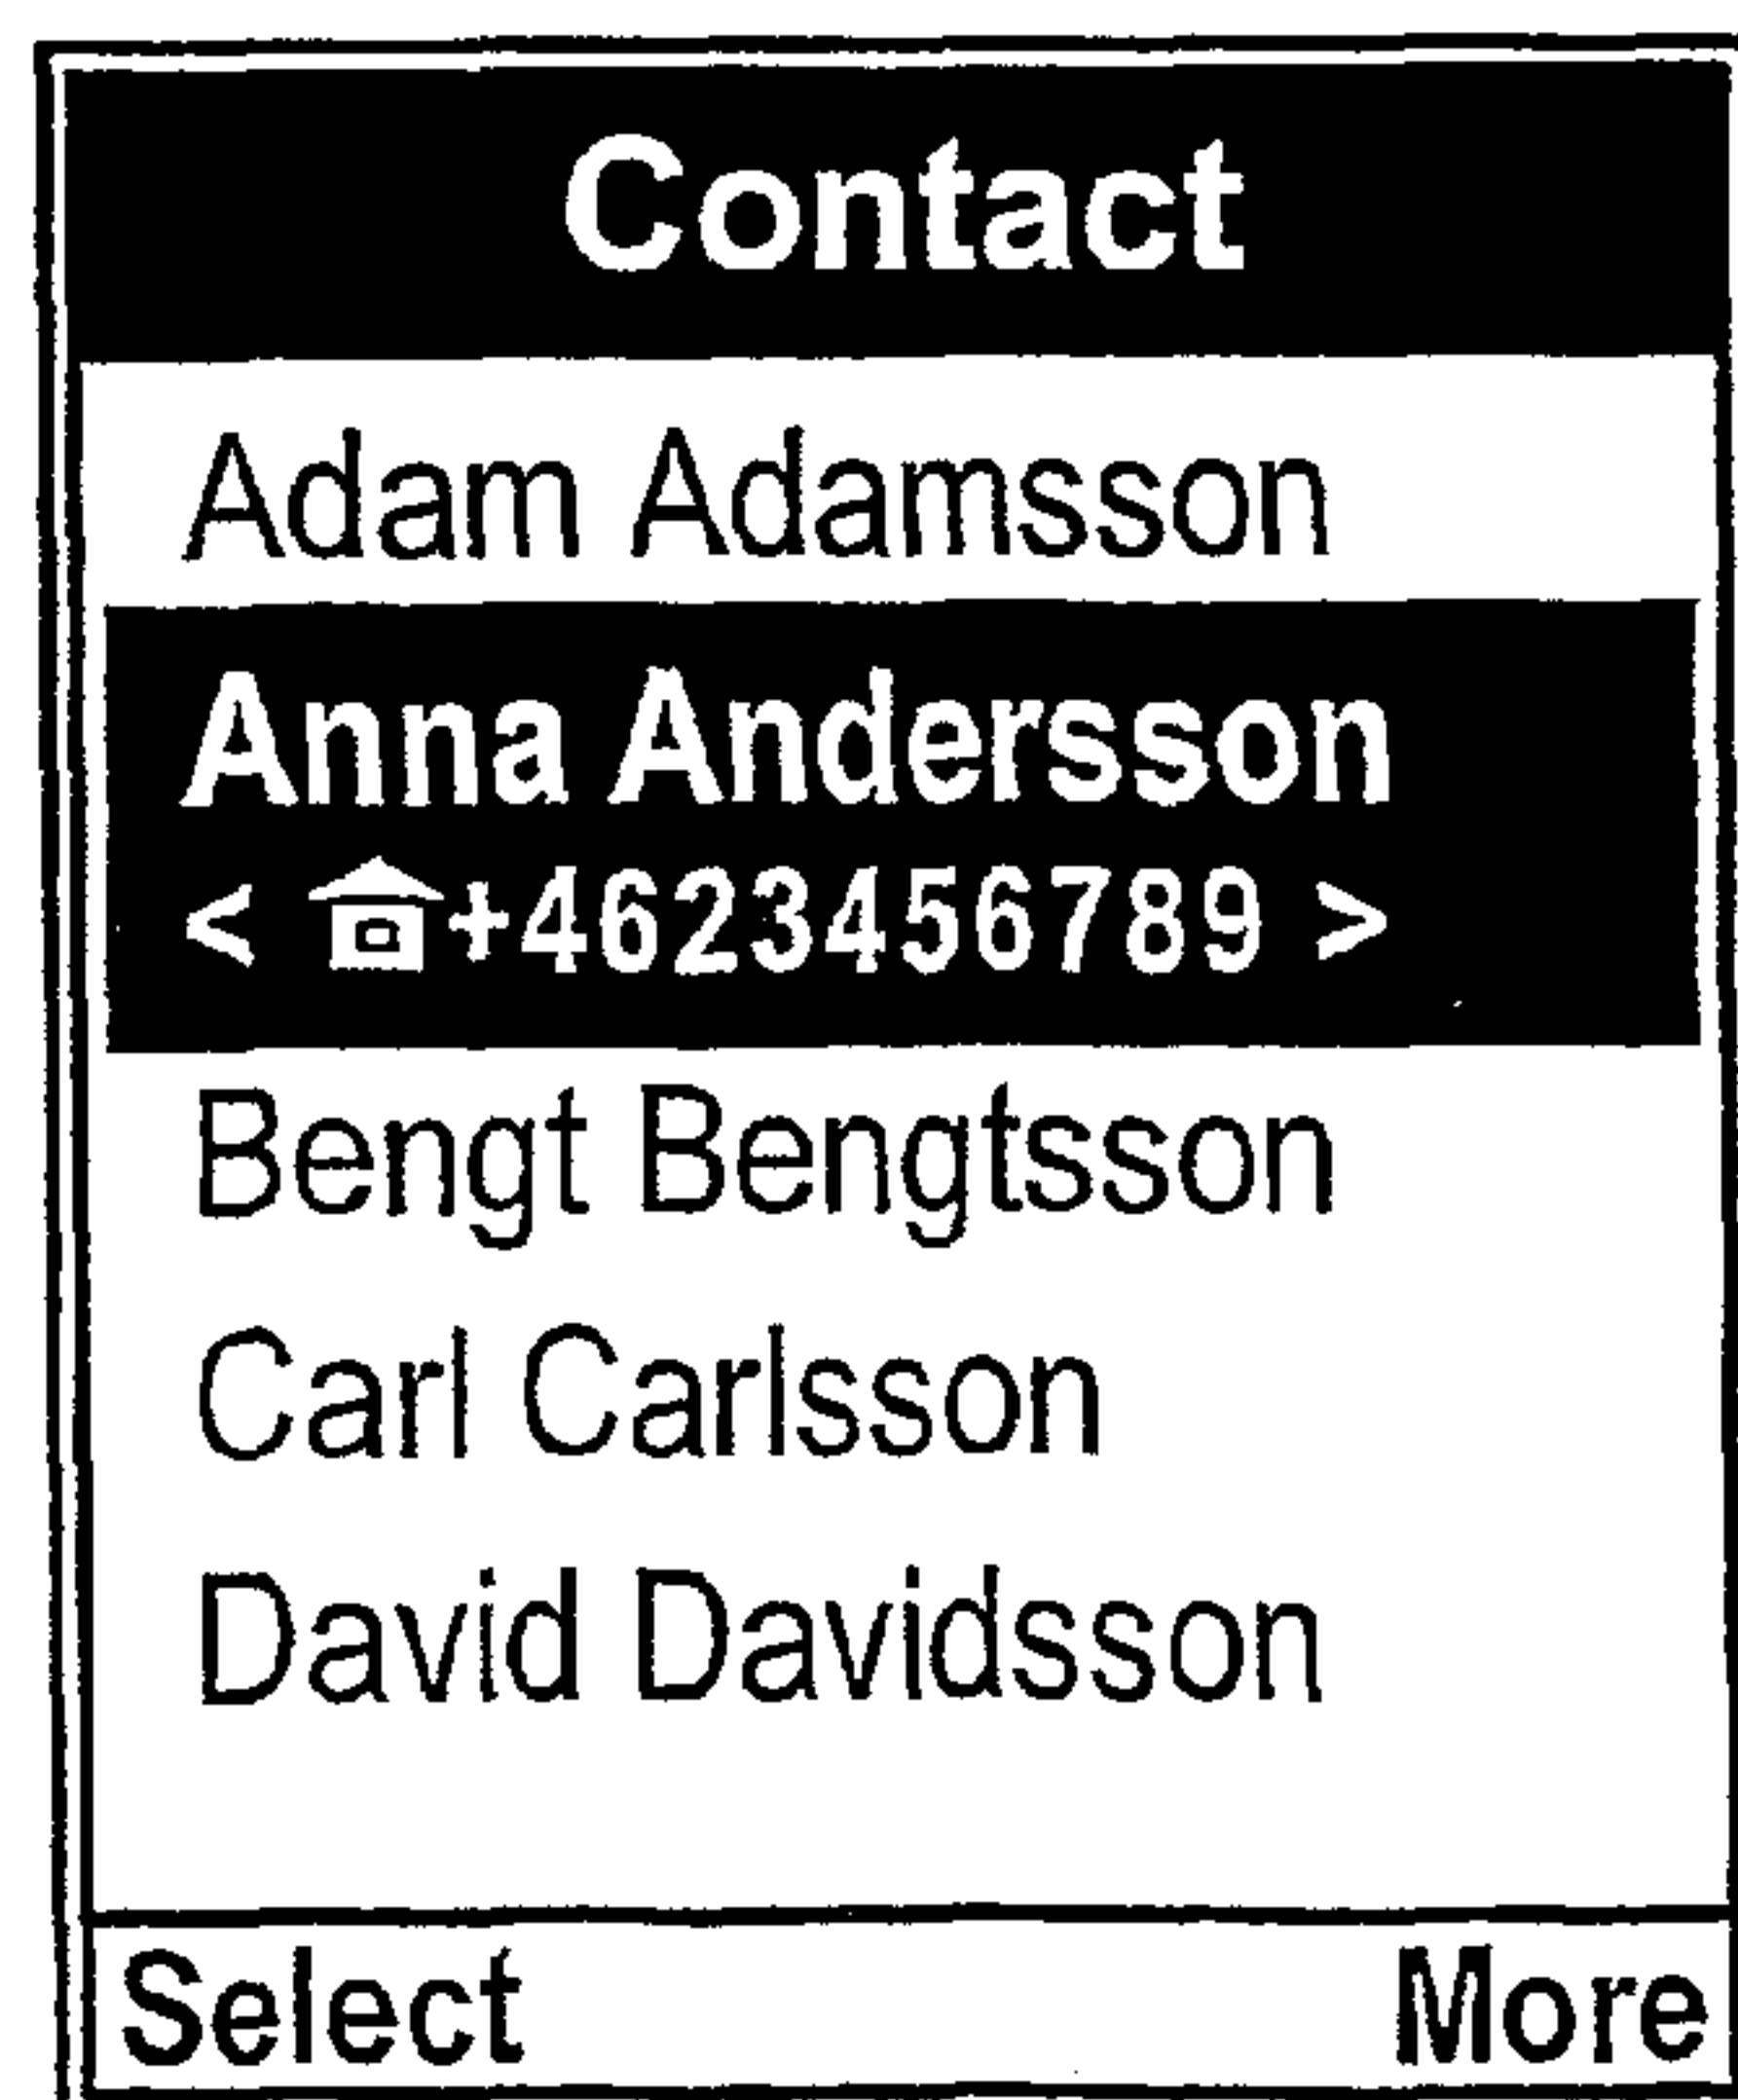 Contact
Adam Adamsson
Anna Andersson
< +4623456789 >
Bengt Bengtsson
Carl Carlsson
David Davidsson
Select More